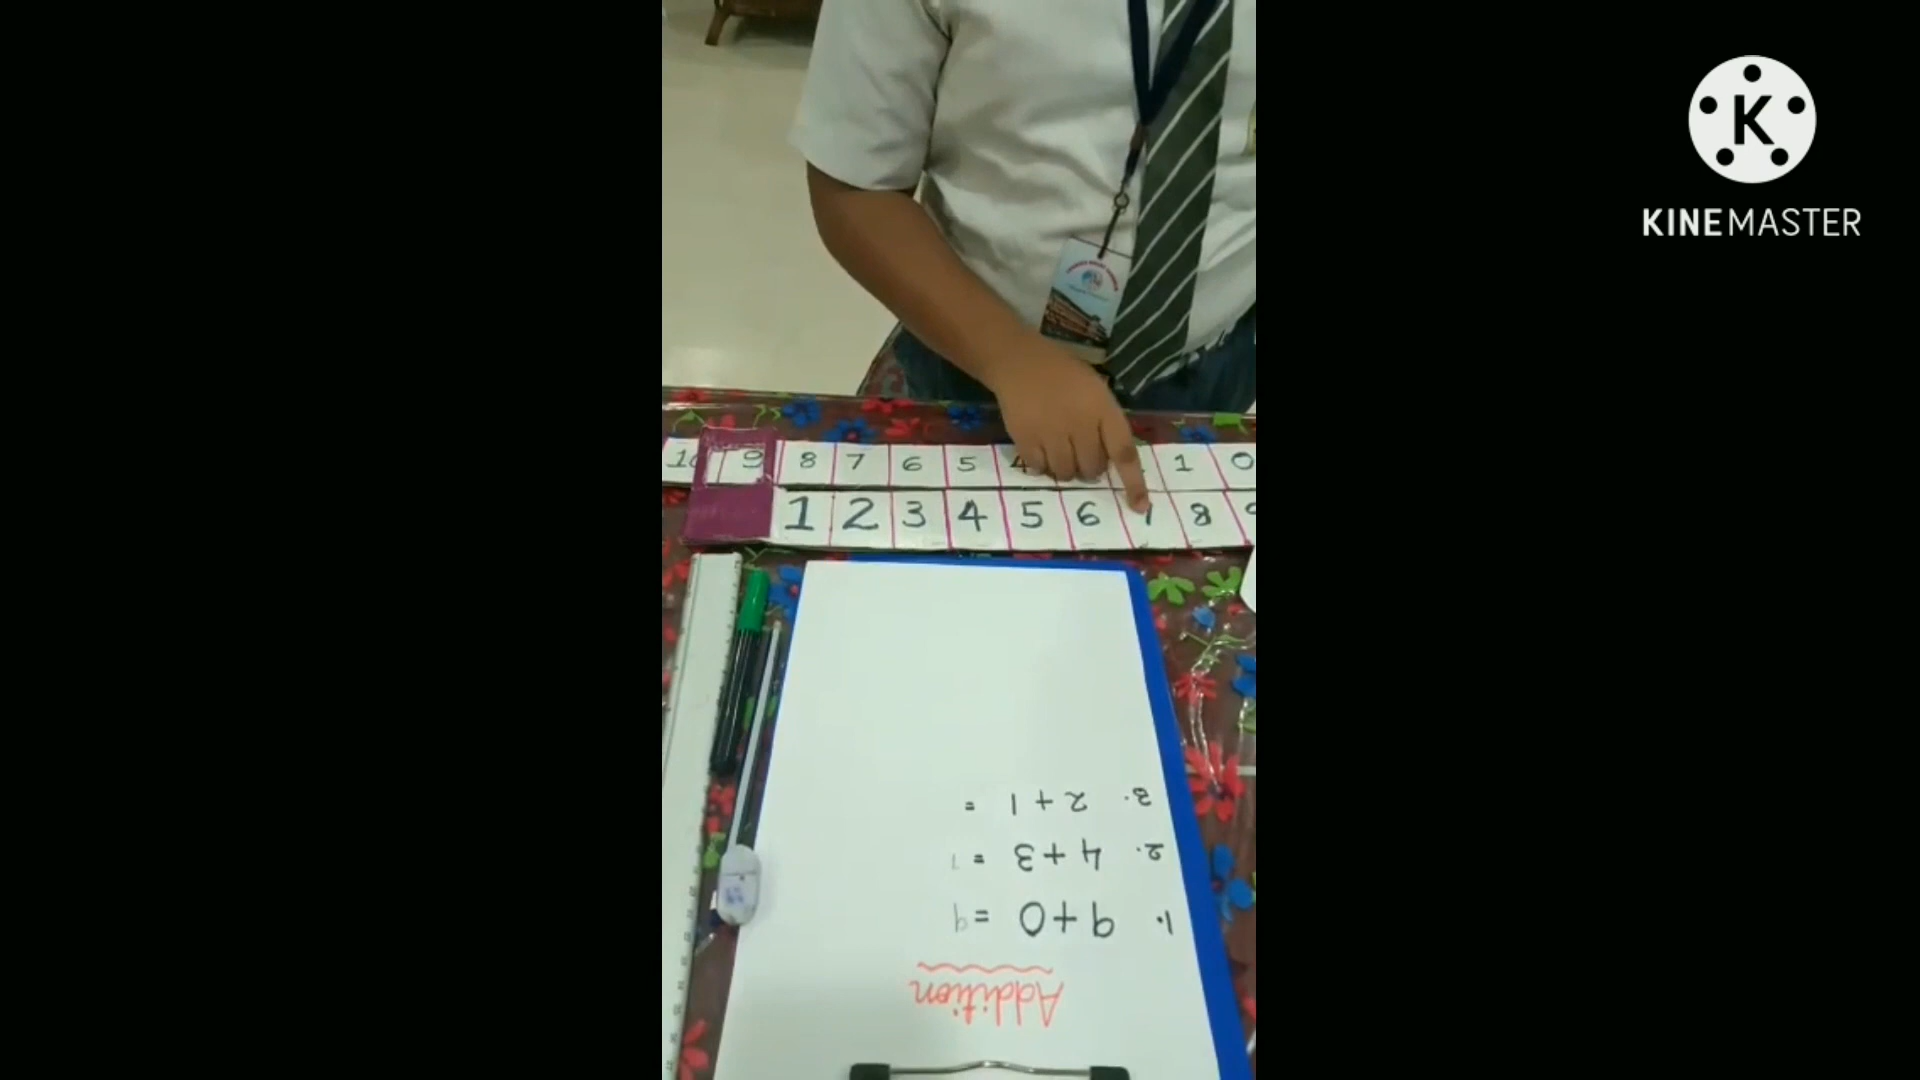 KINEMASTER
10 9 8 7 6 5 4 1 0
1 2 3 4 5 6 7 8 9
Addition
1. 9+0 = 9
2. 4+3 = 7
3. 2+1 =